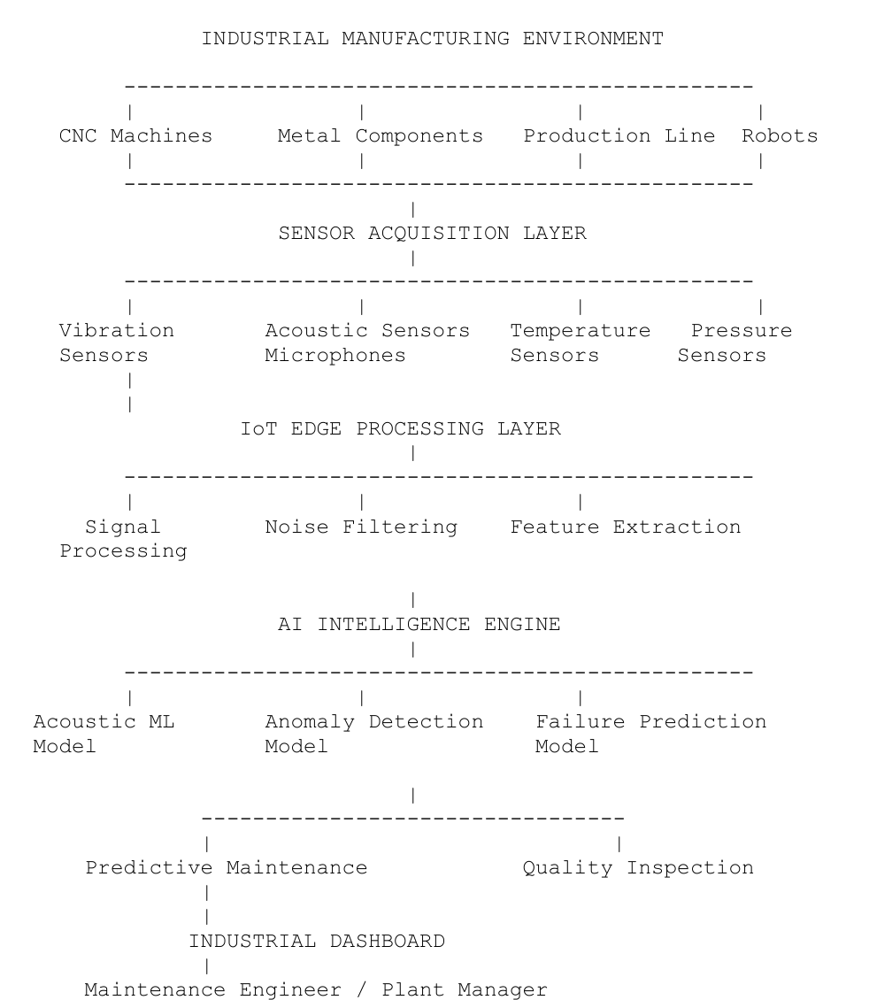 INDUSTRIAL MANUFACTURING ENVIRONMENT
CNC Machines Metal Components Production Line Robots
SENSOR ACQUISITION LAYER
Vibration Acoustic Sensors Temperature Pressure
Sensors Microphones Sensors Sensors
IoT EDGE PROCESSING LAYER
Signal Noise Filtering Feature Extraction
Processing
AI INTELLIGENCE ENGINE
Acoustic ML Anomaly Detection Failure Prediction
Model Model Model
Predictive Maintenance Quality Inspection
INDUSTRIAL DASHBOARD
Maintenance Engineer / Plant Manager